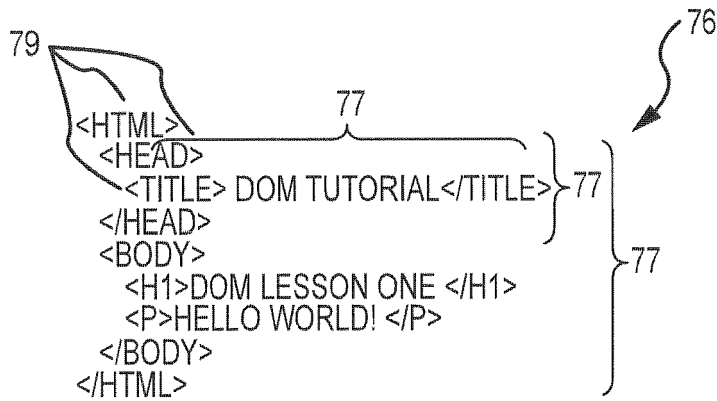 79
76
77
<HTML>
<HEAD>
<TITLE> DOM TUTORIAL</TITLE>
77
</HEAD>
<BODY>
77
<H1>DOM LESSON ONE </H1>
<P>HELLO WORLD! </P>
</BODY>
</HTML>